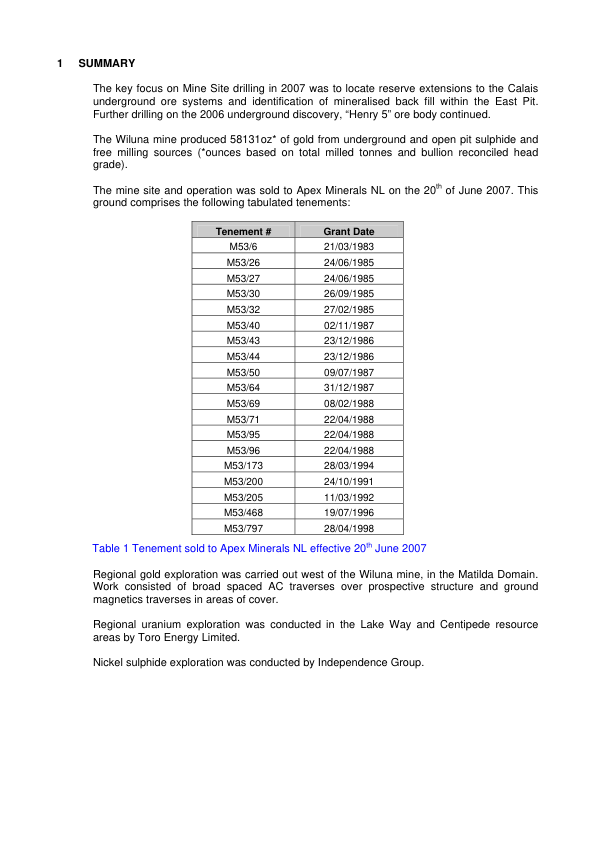 1 SUMMARY
The key focus on Mine Site drilling in 2007 was to locate reserve extensions to the Calais
underground ore systems and identification of mineralised back fill within the East Pit.
Further drilling on the 2006 underground discovery, “Henry 5” ore body continued.
The Wiluna mine produced 58131oz* of gold from underground and open pit sulphide and
free milling sources (*ounces based on total milled tonnes and bullion reconciled head
grade).
The mine site and operation was sold to Apex Minerals NL on the 20th of June 2007. This
ground comprises the following tabulated tenements:
Tenement # Grant Date
M53/6 21/03/1983
M53/26 24/06/1985
M53/27 24/06/1985
M53/30 26/09/1985
M53/32 27/02/1985
M53/40 02/11/1987
M53/43 23/12/1986
M53/44 23/12/1986
M53/50 09/07/1987
M53/64 31/12/1987
M53/69 08/02/1988
M53/71 22/04/1988
M53/95 22/04/1988
M53/96 22/04/1988
M53/173 28/03/1994
M53/200 24/10/1991
M53/205 11/03/1992
M53/468 19/07/1996
M53/797 28/04/1998
Table 1 Tenement sold to Apex Minerals NL effective 20th June 2007
Regional gold exploration was carried out west of the Wiluna mine, in the Matilda Domain.
Work consisted of broad spaced AC traverses over prospective structure and ground
magnetics traverses in areas of cover.
Regional uranium exploration was conducted in the Lake Way and Centipede resource
areas by Toro Energy Limited.
Nickel sulphide exploration was conducted by Independence Group.